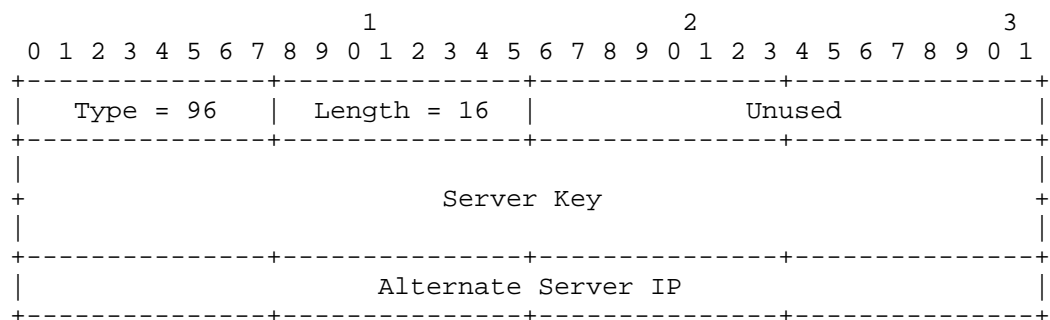 1                   2                   3
 0 1 2 3 4 5 6 7 8 9 0 1 2 3 4 5 6 7 8 9 0 1 2 3 4 5 6 7 8 9 0 1
+---------------+---------------+---------------+---------------+
|   Type = 96   |  Length = 16  |             Unused            |
+---------------+---------------+---------------+---------------+
|                                                               |
+                          Server Key                           +
|                                                               |
+---------------+---------------+---------------+---------------+
|                      Alternate Server IP                      |
+---------------+---------------+---------------+---------------+